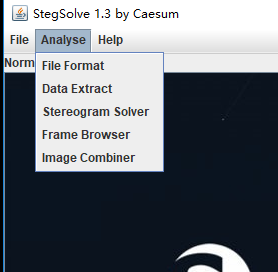 StegSolve 1.3 by Caesum
File Analyse Help
Norm
File Format
Data Extract
Stereogram Solver
Frame Browser
Image Combiner